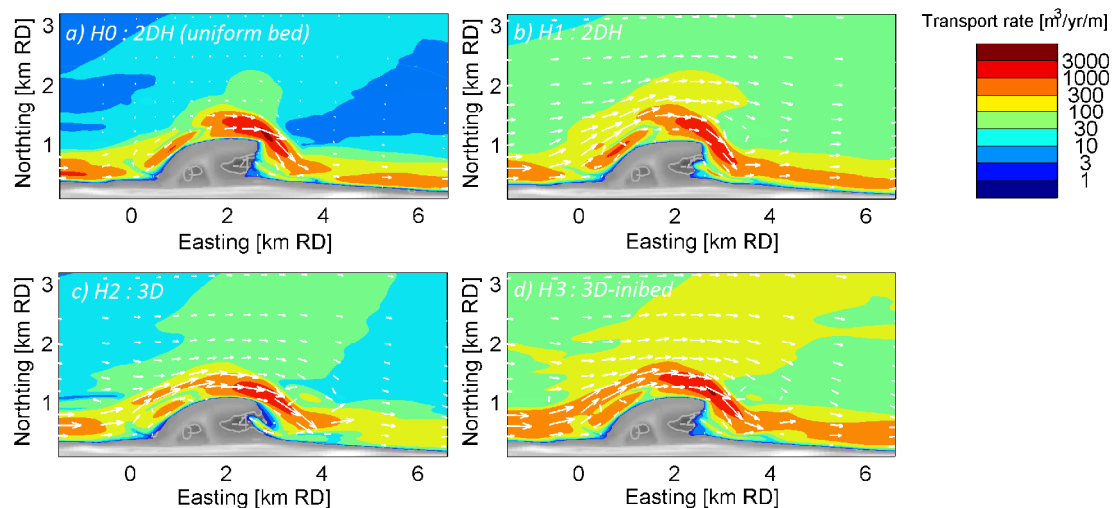 a) H0 : 2DH (uniform bed)
3
2
1
Northting [km RD]
0 2 4 6
Easting [km RD]
b) H1 : 2DH
3
2
1
Northing [km RD]
0 2 4 6
Easting [km RD]
Transport rate [m³/yr/m]
3000
1000
300
100
30
10
3
1
c) H2 : 3D
3
2
1
Northing [km RD]
0 2 4 6
Easting [km RD]
d) H3 : 3D-inibed
3
2
1
Northing [km RD]
0 2 4 6
Easting [km RD]